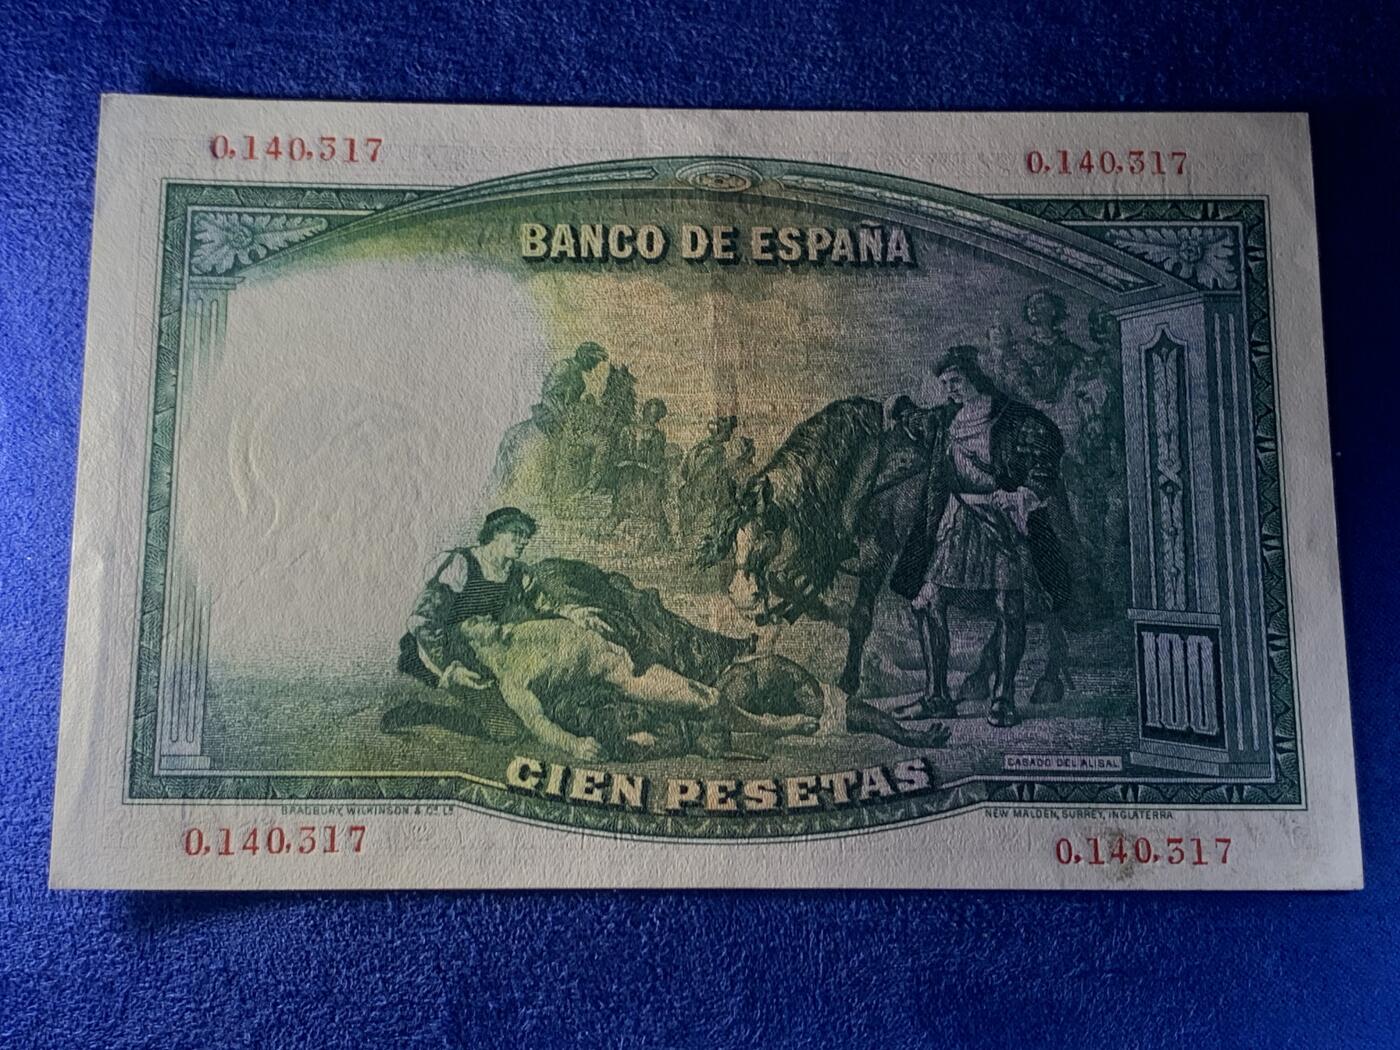 0,140,317
0,140,317
BANCO DE ESPAÑA
100
CASADO DEL ALISAL
CIEN PESETAS
BRADBURY, WILKINSON & Cº Lᵈ
NEW MALDEN, SURREY, INGLATERRA
0,140,317
0,140,317